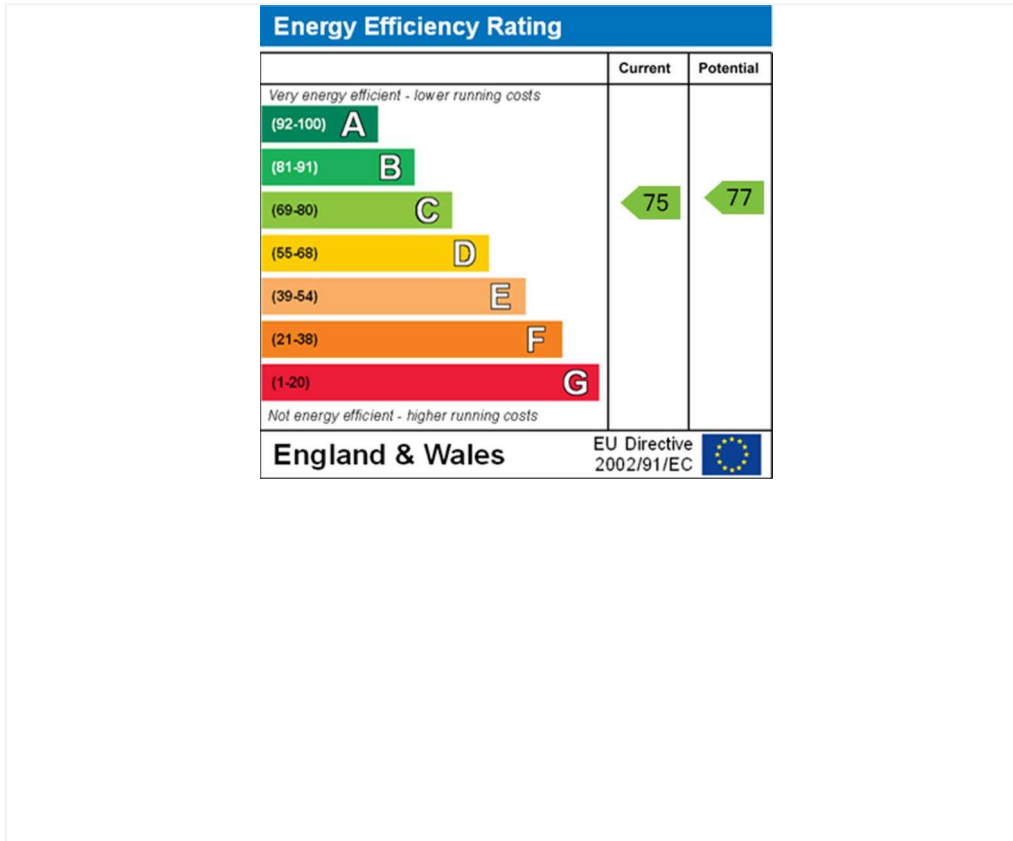 Energy Efficiency Rating
Current Potential
Very energy efficient - lower running costs
(92-100) A
(81-91) B
(69-80) C 75 77
(55-68) D
(39-54) E
(21-38) F
(1-20) G
Not energy efficient - higher running costs
England & Wales EU Directive
2002/91/EC